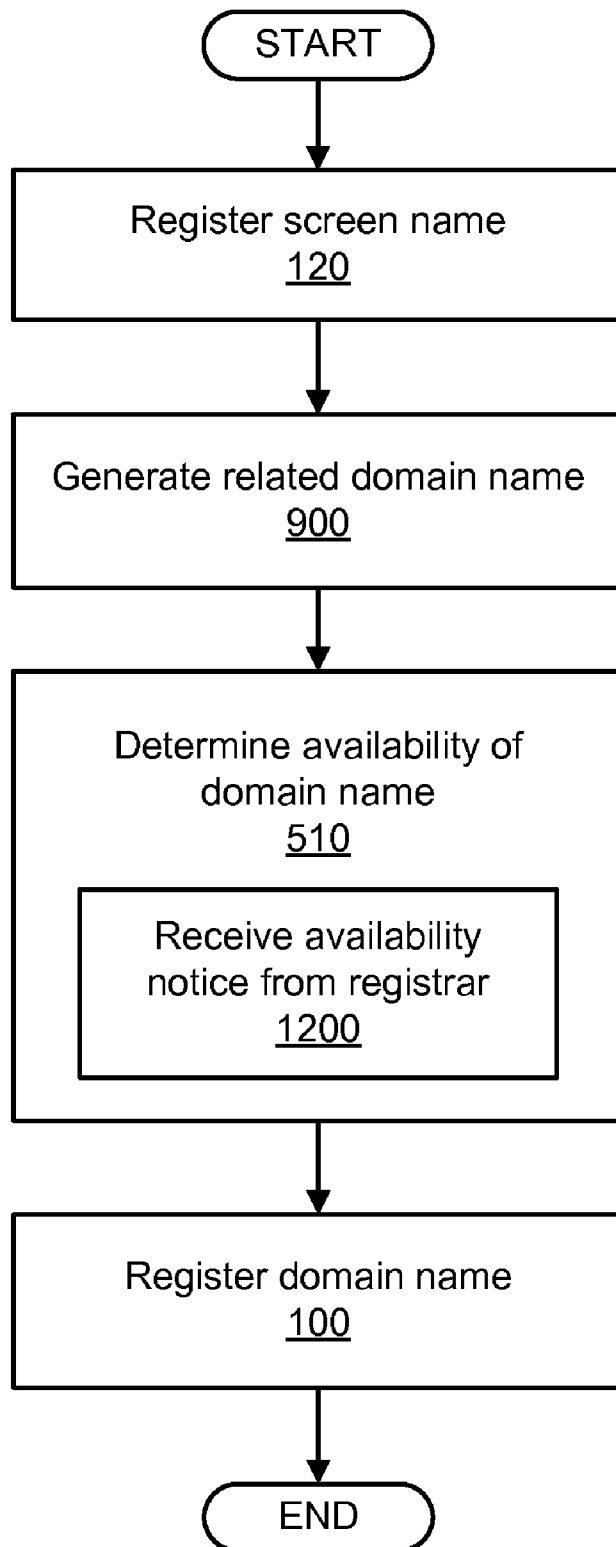 START
Register screen name
120
Generate related domain name
900
Determine availability of
domain name
510
Receive availability
notice from registrar
1200
Register domain name
100
END